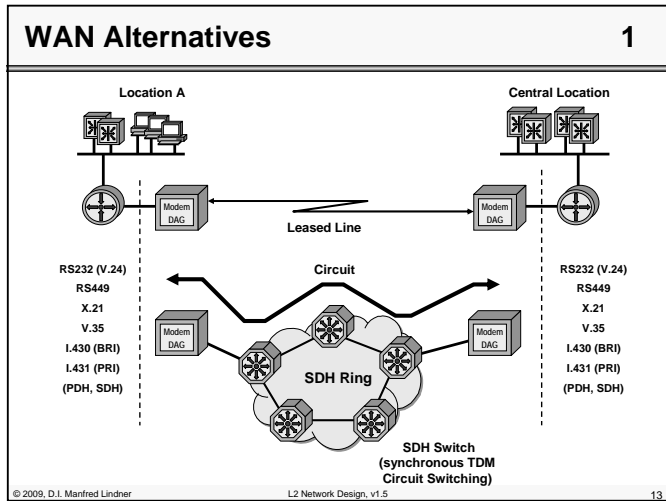 WAN Alternatives
1
Location A
Central Location
Modem
DAG
Modem
DAG
Leased Line
RS232 (V.24)
RS449
X.21
V.35
I.430 (BRI)
I.431 (PRI)
(PDH, SDH)
Circuit
RS232 (V.24)
RS449
X.21
V.35
I.430 (BRI)
I.431 (PRI)
(PDH, SDH)
Modem
DAG
Modem
DAG
SDH Ring
SDH Switch
(synchronous TDM
Circuit Switching)
© 2009, D.I. Manfred Lindner
L2 Network Design, v1.5
13